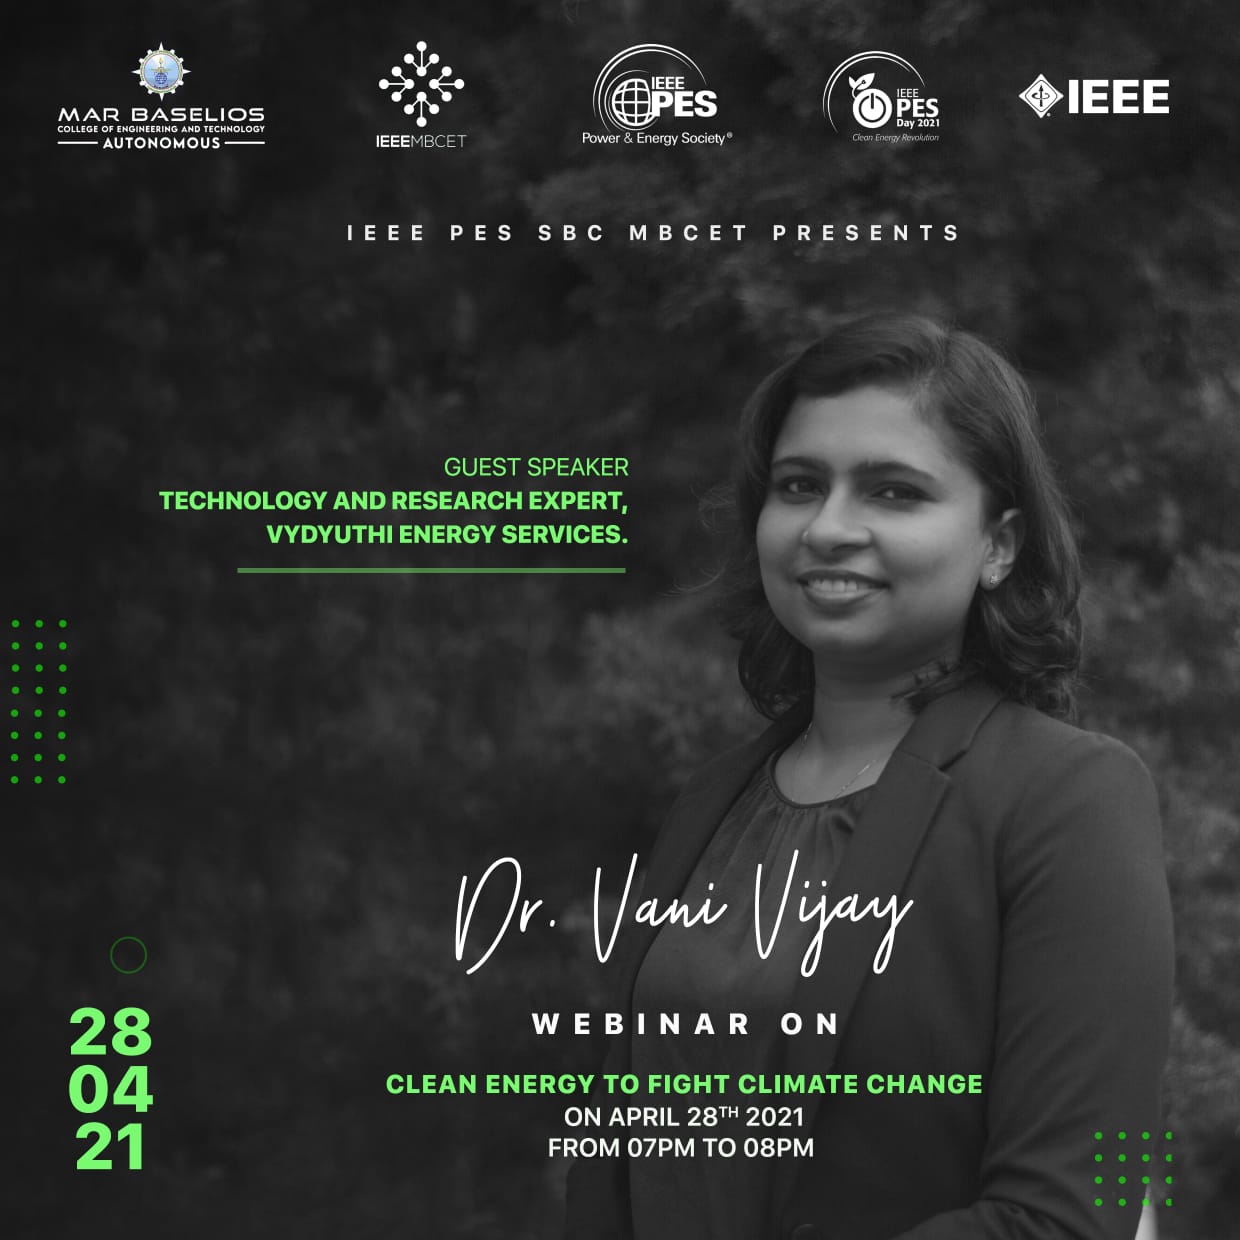 MAR BASELIOS
COLLEGE OF ENGINEERING AND TECHNOLOGY
AUTONOMOUS
IEEEMBCET
IEEE
PES
Power & Energy Society®
IEEE
PES
Day 2021
Clean Energy Revolution
IEEE
IEEE PES SBC MBCET PRESENTS
GUEST SPEAKER
TECHNOLOGY AND RESEARCH EXPERT,
VYDYUTHI ENERGY SERVICES.
Dr. Vani Vijay
WEBINAR ON
CLEAN ENERGY TO FIGHT CLIMATE CHANGE
ON APRIL 28TH 2021
FROM 07PM TO 08PM
28
04
21